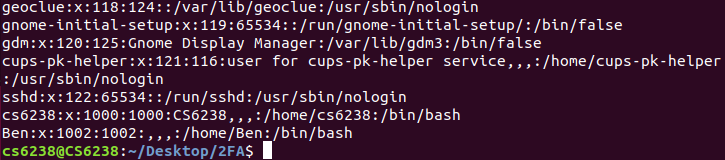 geoclue:x:118:124::/var/lib/geoclue:/usr/sbin/nologin
gnome-initial-setup:x:119:65534::/run/gnome-initial-setup/:/bin/false
gdm:x:120:125:Gnome Display Manager:/var/lib/gdm3:/bin/false
cups-pk-helper:x:121:116:user for cups-pk-helper service,,,:/home/cups-pk-helper
:/usr/sbin/nologin
sshd:x:122:65534::/run/sshd:/usr/sbin/nologin
cs6238:x:1000:1000:CS6238,,,:/home/cs6238:/bin/bash
Ben:x:1002:1002:,,,:/home/Ben:/bin/bash
cs6238@CS6238:~/Desktop/2FA$